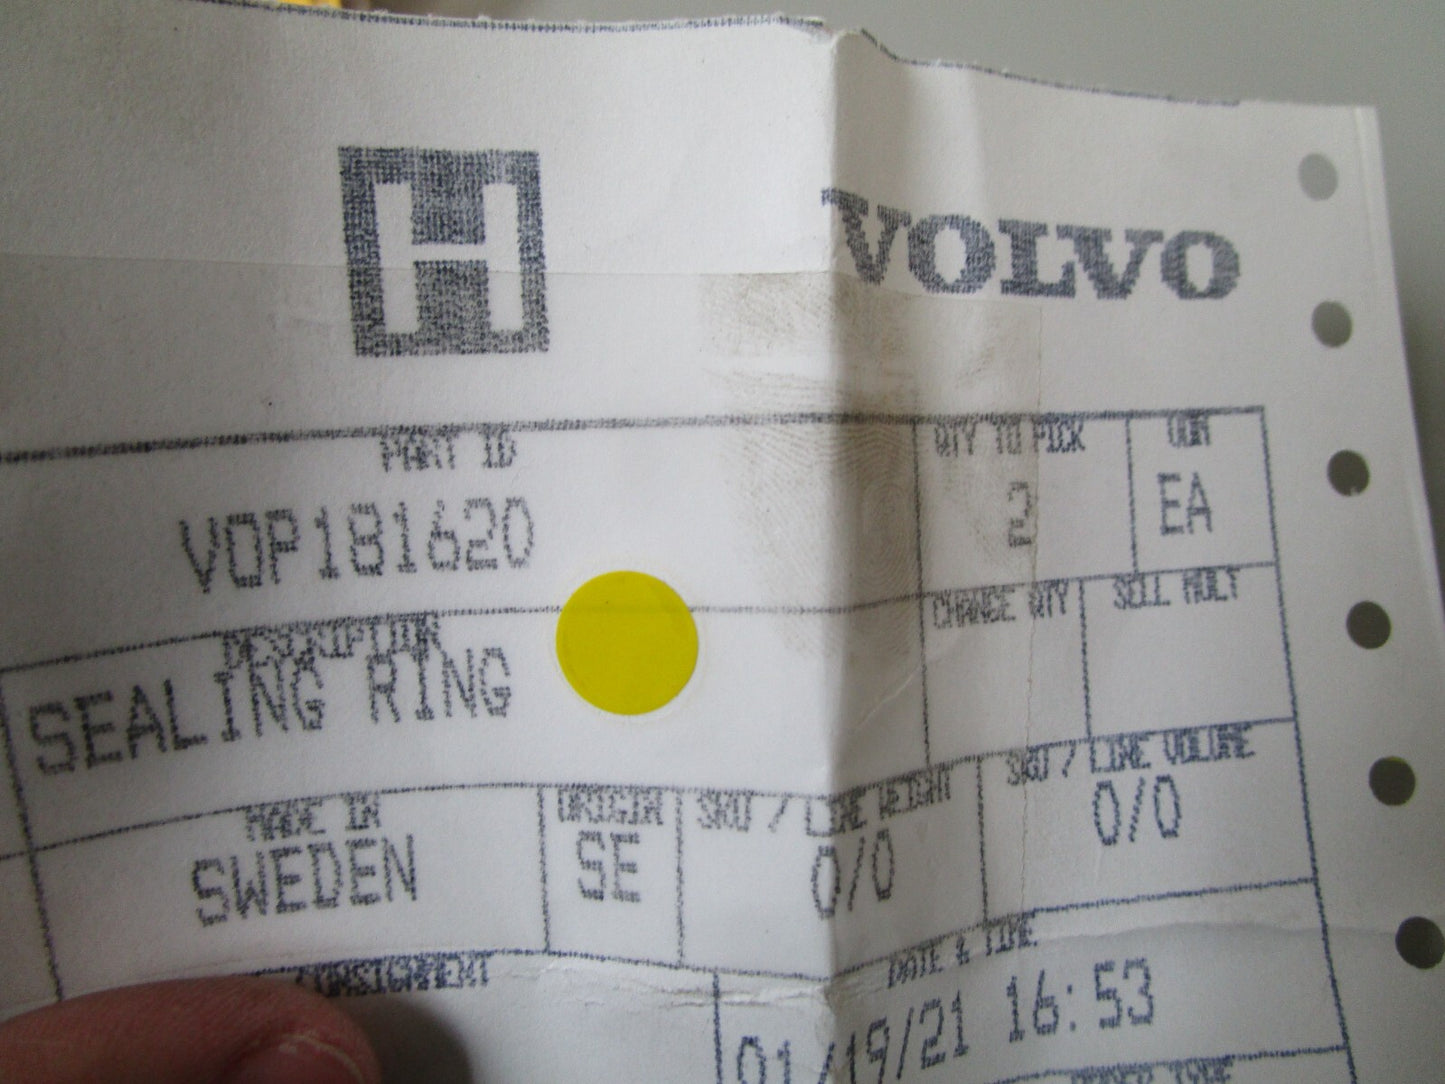 H VOLVO
PART ID QTY TO PICK UOM
VOP181620 2 EA
DESCRIPTION CHANGE QTY SELL MULT
SEALING RING
MADE IN ORIGIN SKU / LINE WEIGHT SKU / LINE VOLUME
SWEDEN SE 0/0 0/0
CONSIGNMENT DATE & TIME
01/19/21 16:53